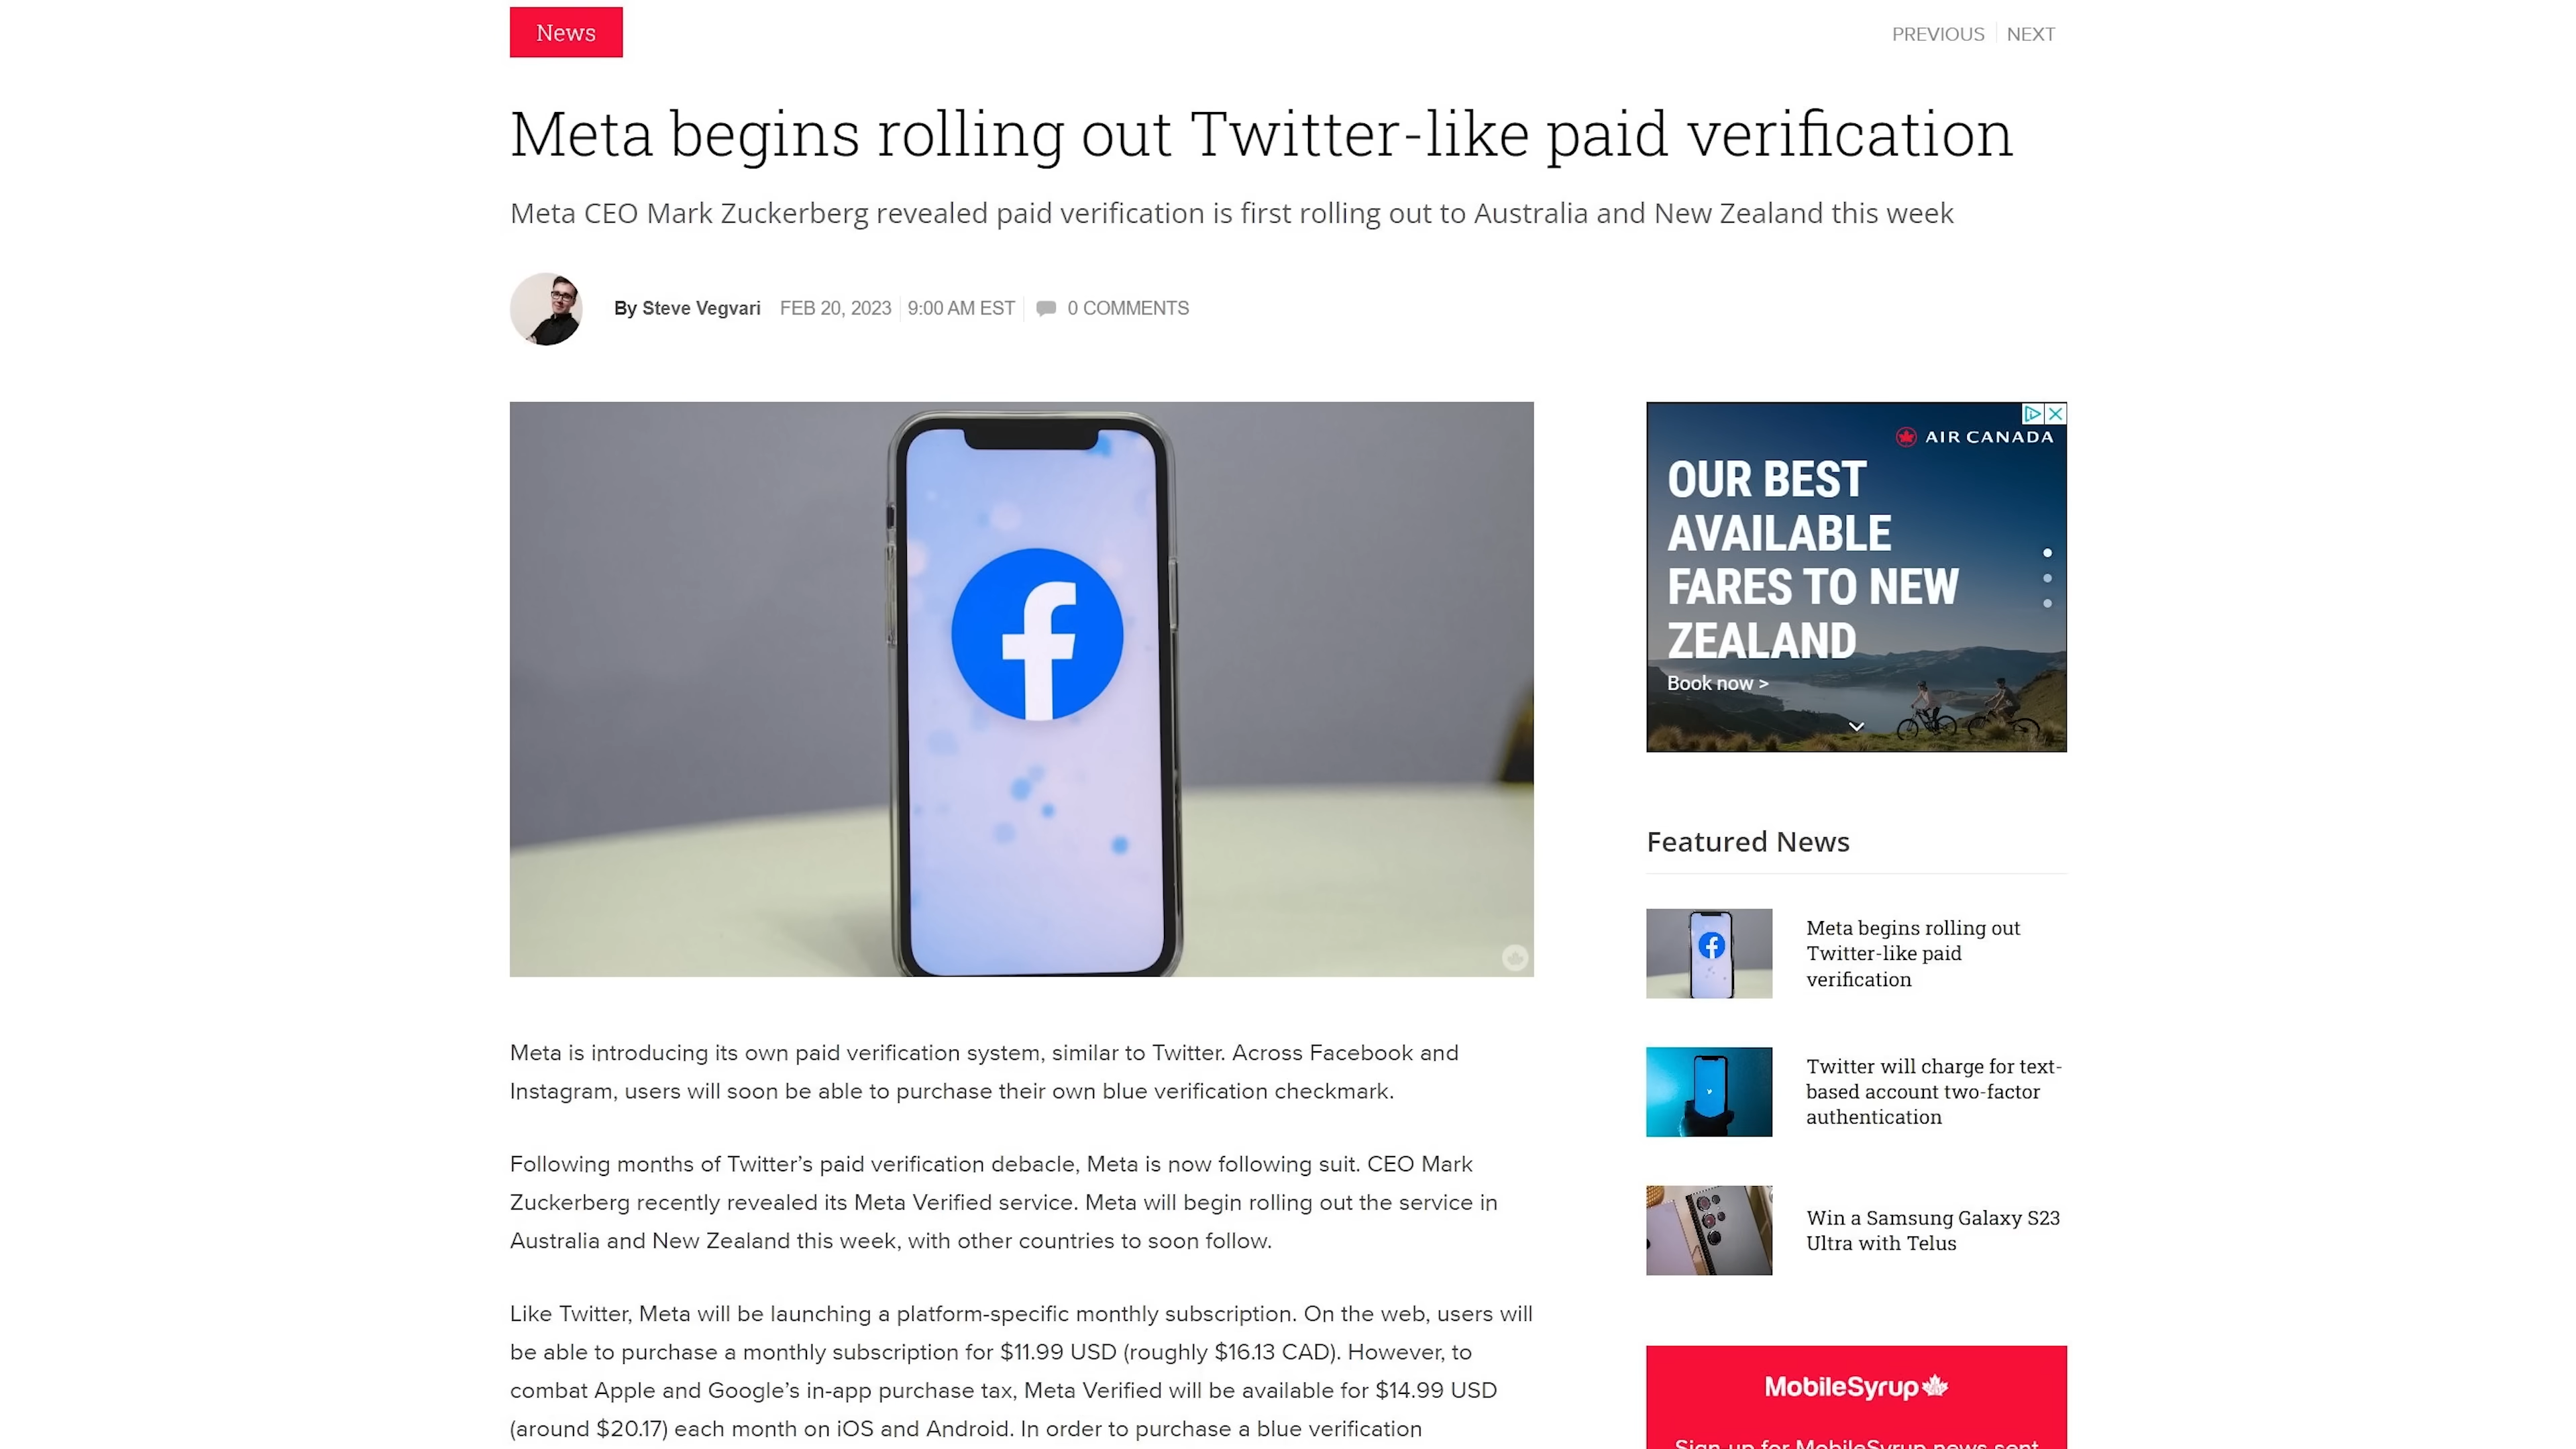 News
PREVIOUS NEXT
Meta begins rolling out Twitter-like paid verification
Meta CEO Mark Zuckerberg revealed paid verification is first rolling out to Australia and New Zealand this week
By Steve Vegvari FEB 20, 2023 9:00 AM EST 0 COMMENTS
AIR CANADA
OUR BEST
AVAILABLE
FARES TO NEW
ZEALAND
Book now >
Meta is introducing its own paid verification system, similar to Twitter. Across Facebook and
Instagram, users will soon be able to purchase their own blue verification checkmark.
Following months of Twitter’s paid verification debacle, Meta is now following suit. CEO Mark
Zuckerberg recently revealed its Meta Verified service. Meta will begin rolling out the service in
Australia and New Zealand this week, with other countries to soon follow.
Like Twitter, Meta will be launching a platform-specific monthly subscription. On the web, users will
be able to purchase a monthly subscription for $11.99 USD (roughly $16.13 CAD). However, to
combat Apple and Google’s in-app purchase tax, Meta Verified will be available for $14.99 USD
(around $20.17) each month on iOS and Android. In order to purchase a blue verification
Featured News
Meta begins rolling out
Twitter-like paid
verification
Twitter will charge for text-
based account two-factor
authentication
Win a Samsung Galaxy S23
Ultra with Telus
MobileSyrup
Sign up for MobileSyrup news sent